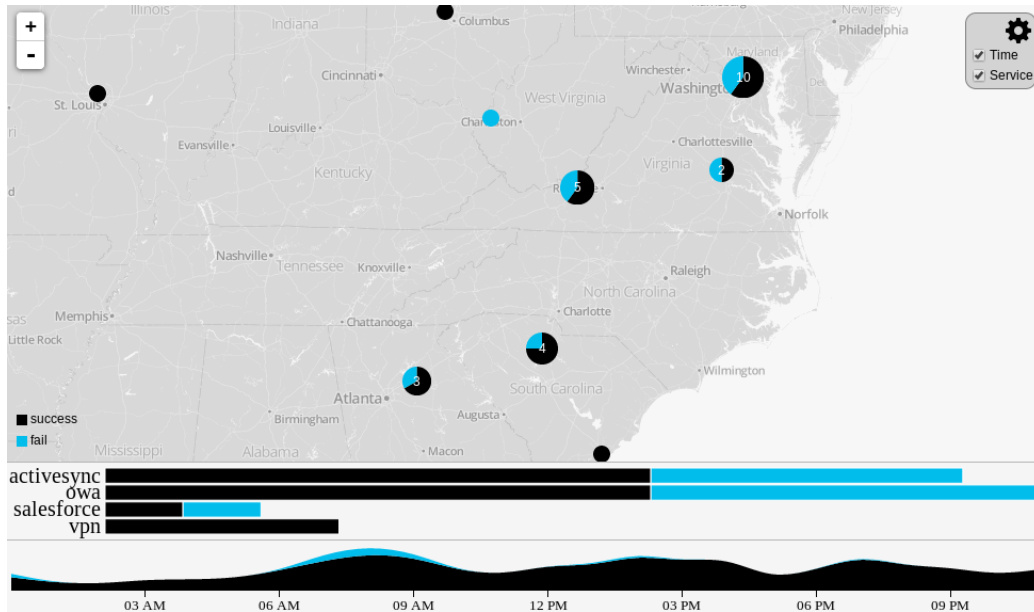 +
-
Illinois
Indiana
Columbus
New Jersey
Philadelphia
Time
Service
Maryland
Del
Cincinnati
Winchester
Washington
10
St. Louis
West Virginia
Louisville
Charlottesville
Evansville
Kentucky
Virginia
2
5
Norfolk
Nashville
Tennessee
Knoxville
Raleigh
North Carolina
Memphis
Chattanooga
Charlotte
Little Rock
4
Wilmington
3
South Carolina
Atlanta
Augusta
success
Birmingham
fail
Mississippi
Alabama
Macon
activesync
owa
salesforce
vpn
03 AM
06 AM
09 AM
12 PM
03 PM
06 PM
09 PM